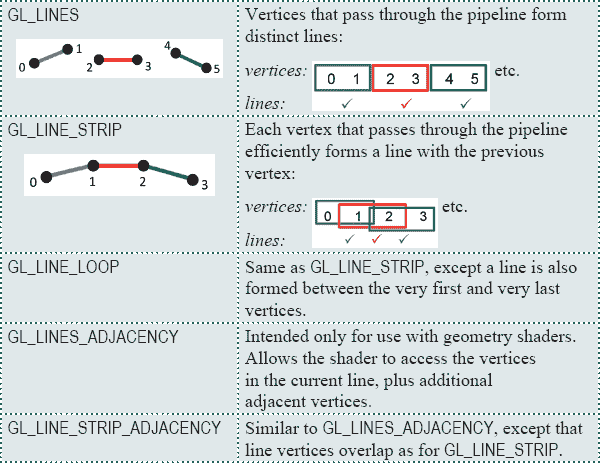 GL_LINES
0 1 2 3 4 5
Vertices that pass through the pipeline form
distinct lines:
vertices: 0 1 2 3 4 5 etc.
lines: ✓ ✓ ✓
GL_LINE_STRIP
0 1 2 3
Each vertex that passes through the pipeline
efficiently forms a line with the previous
vertex:
vertices: 0 1 2 3 etc.
lines: ✓ ✓ ✓
GL_LINE_LOOP
Same as GL_LINE_STRIP, except a line is also
formed between the very first and very last
vertices.
GL_LINES_ADJACENCY
Intended only for use with geometry shaders.
Allows the shader to access the vertices
in the current line, plus additional
adjacent vertices.
GL_LINE_STRIP_ADJACENCY
Similar to GL_LINES_ADJACENCY, except that
line vertices overlap as for GL_LINE_STRIP.